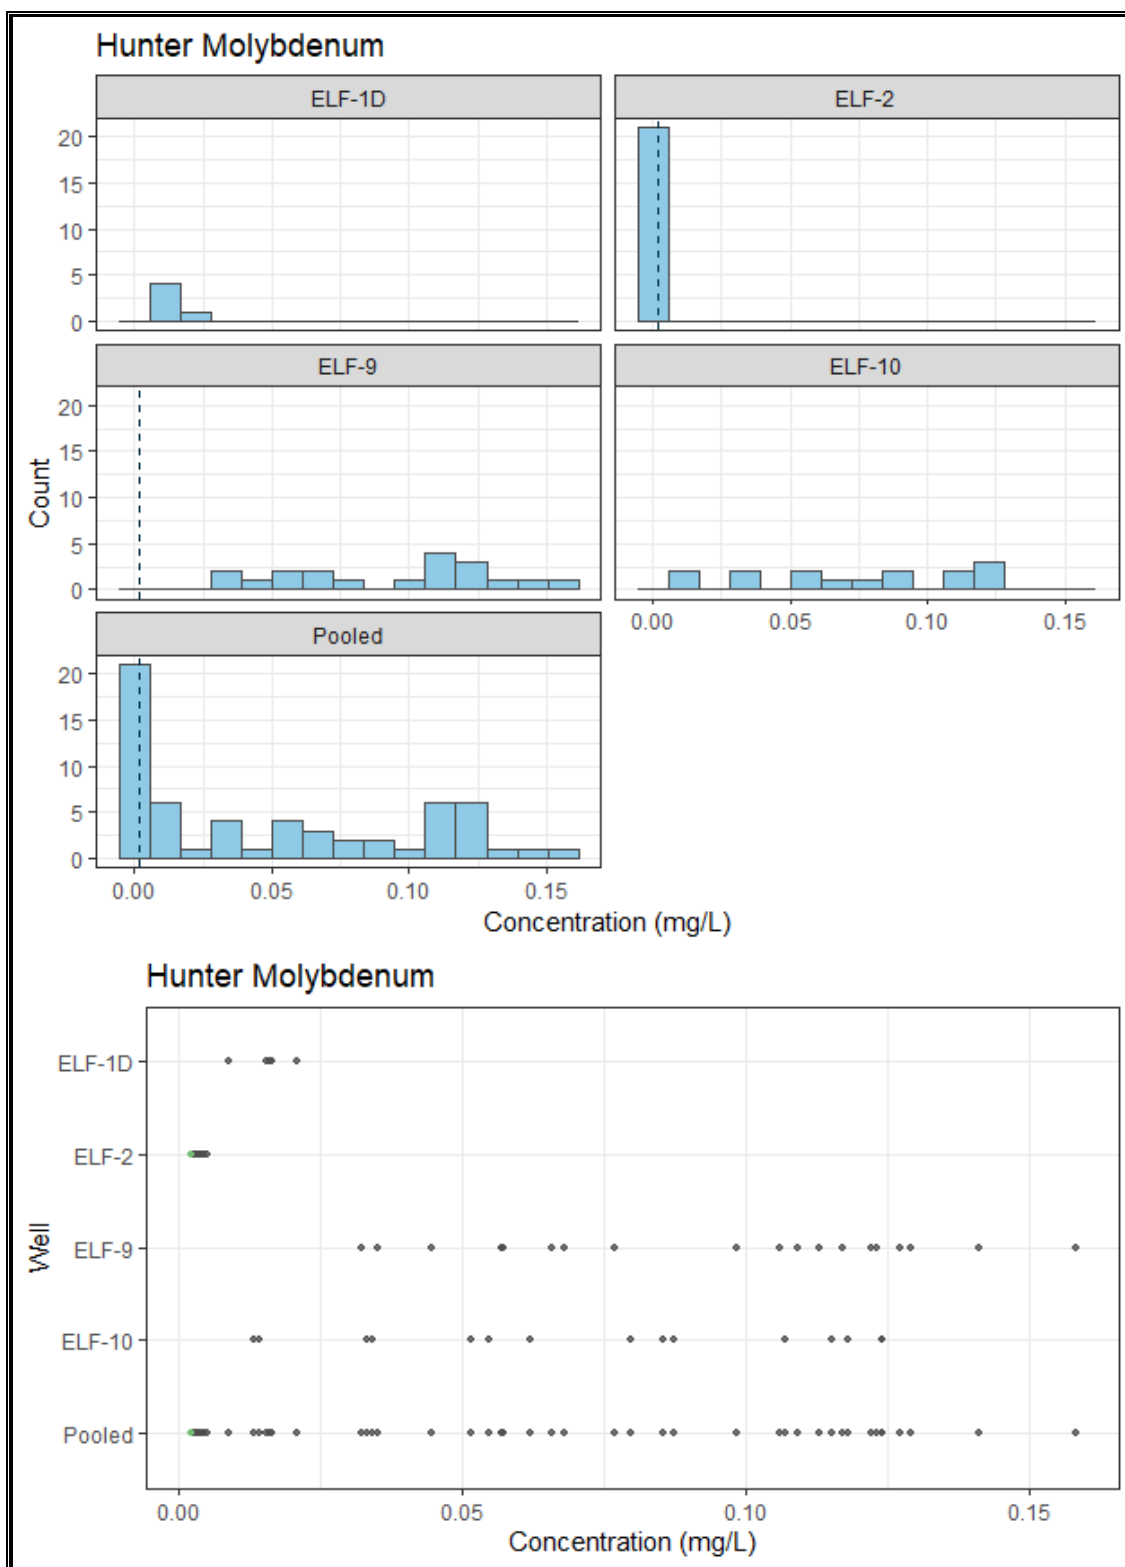 Hunter Molybdenum
ELF-1D ELF-2
20
15
10
5
0
ELF-9 ELF-10
20
15
10
5
0
Count
0.00 0.05 0.10 0.15
Pooled
20
15
10
5
0
0.00 0.05 0.10 0.15
Concentration (mg/L)
Hunter Molybdenum
ELF-1D
ELF-2
ELF-9
ELF-10
Pooled
Well
0.00 0.05 0.10 0.15
Concentration (mg/L)